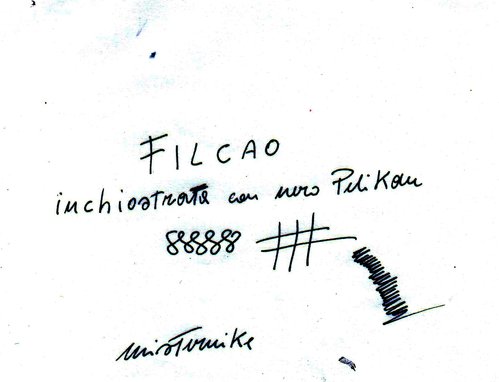 FILCAO
inchiostrata con nero Pelikan
88888